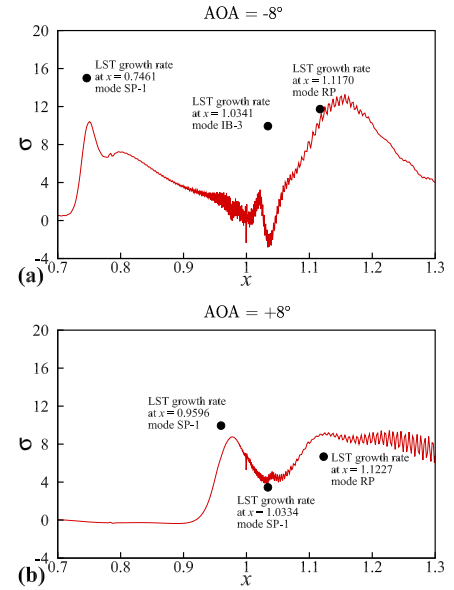 AOA = -8°
20
16
12
8
4
0
-4
σ
LST growth rate
at x = 0.7461
mode SP-1
LST growth rate
at x = 1.0341
mode IB-3
LST growth rate
at x = 1.1170
mode RP
(a)
0.7
0.8
0.9
1
1.1
1.2
1.3
x
AOA = +8°
20
16
12
8
4
0
-4
σ
LST growth rate
at x = 0.9596
mode SP-1
LST growth rate
at x = 1.0334
mode SP-1
LST growth rate
at x = 1.1227
mode RP
(b)
0.7
0.8
0.9
1
1.1
1.2
1.3
x